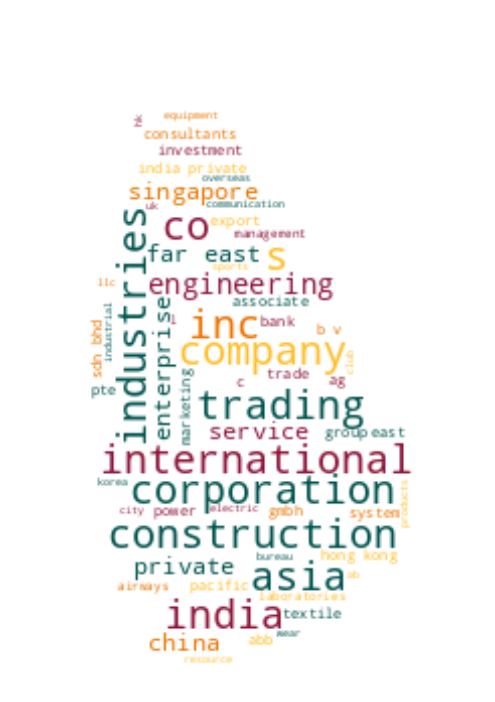 hk equipment
consultants
investment
india private
overseas
singapore
uk communication
co export
management
industries
far east s
sports
engineering
llc
associate
industrial
enterprise
l inc bank b v
sdn bhd
company
club
marketing
trade
c ag
pte
trading
service group east
international
korea
corporation
products
city power electric gmbh system
construction
bureau hong kong
private
asia ab
airways pacific
laboratories
india textile
wear
china abb
resource